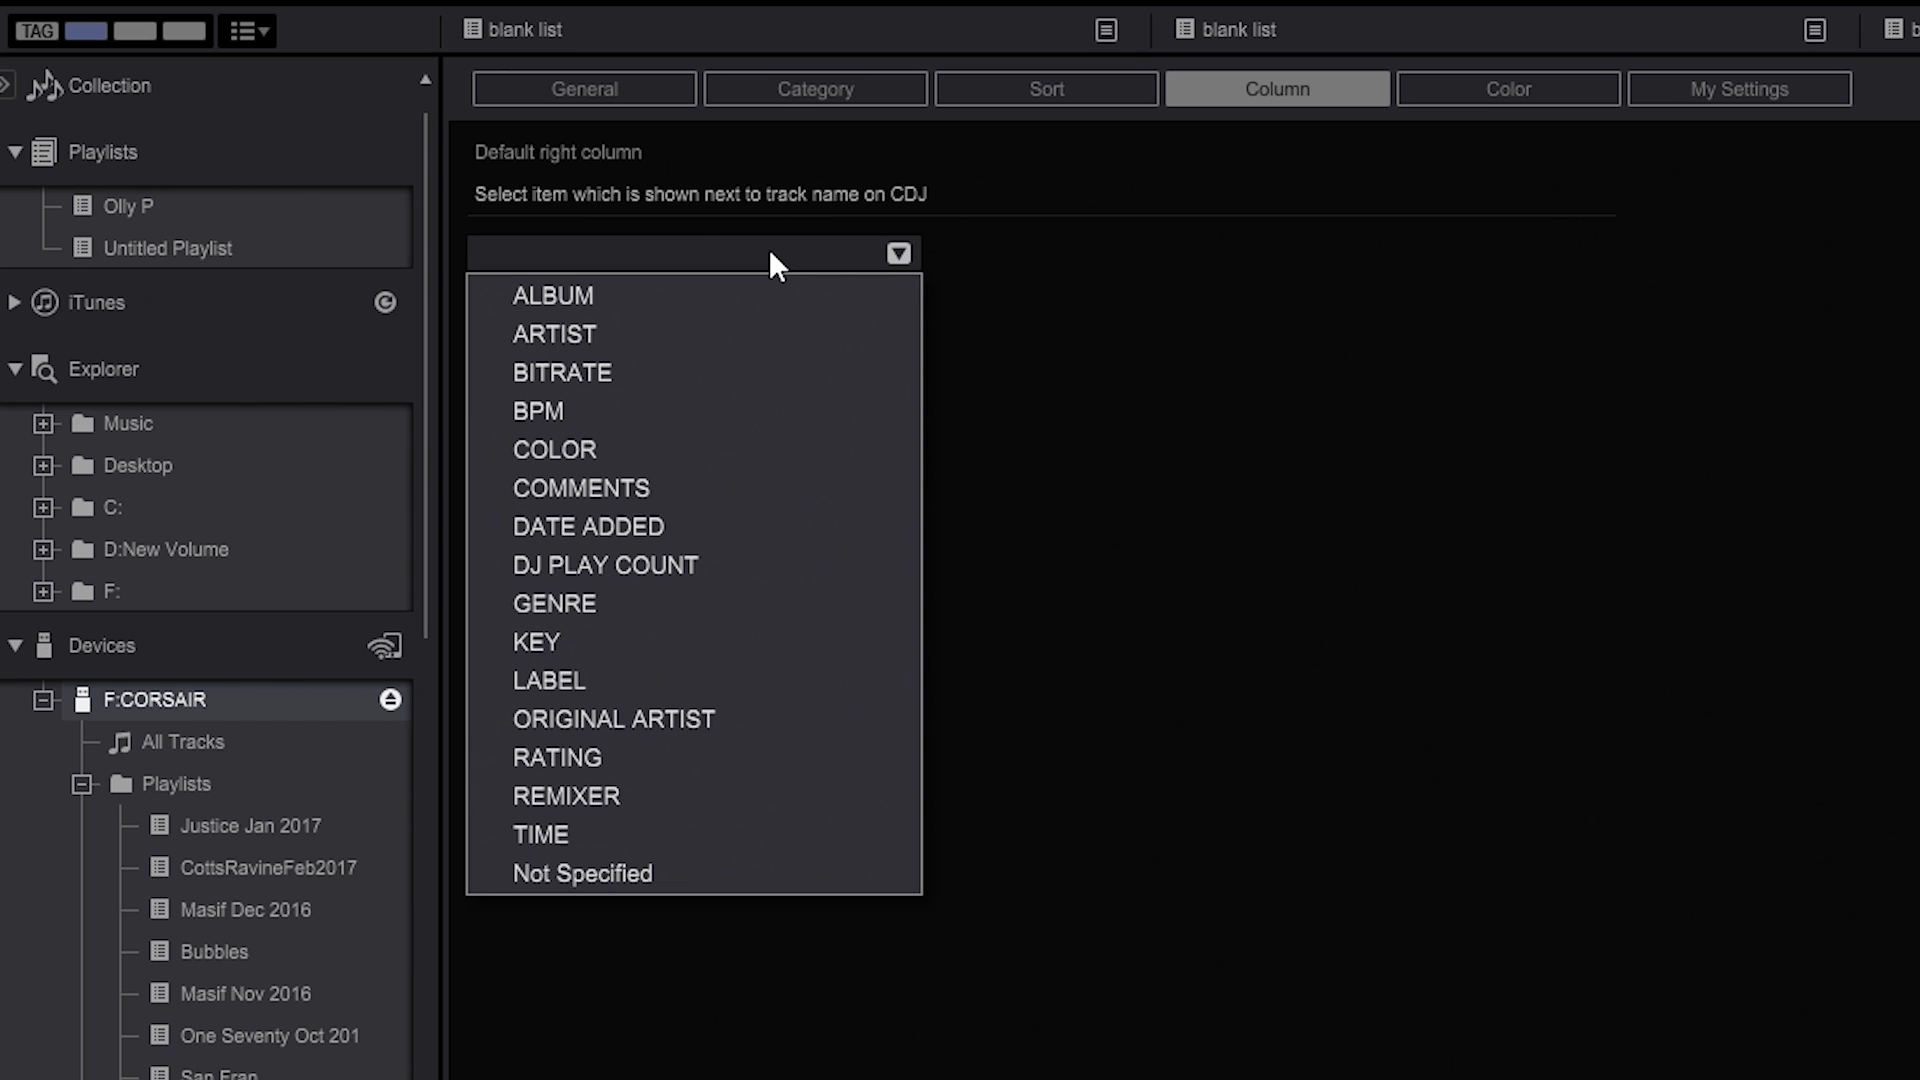 TAG
blank list
blank list
Collection
Playlists
Olly P
Untitled Playlist
iTunes
Explorer
Music
Desktop
C:
D:New Volume
F:
Devices
F:CORSAIR
All Tracks
Playlists
Justice Jan 2017
CottsRavineFeb2017
Masif Dec 2016
Bubbles
Masif Nov 2016
One Seventy Oct 201
San Fran
General
Category
Sort
Column
Color
My Settings
Default right column
Select item which is shown next to track name on CDJ
ALBUM
ARTIST
BITRATE
BPM
COLOR
COMMENTS
DATE ADDED
DJ PLAY COUNT
GENRE
KEY
LABEL
ORIGINAL ARTIST
RATING
REMIXER
TIME
Not Specified